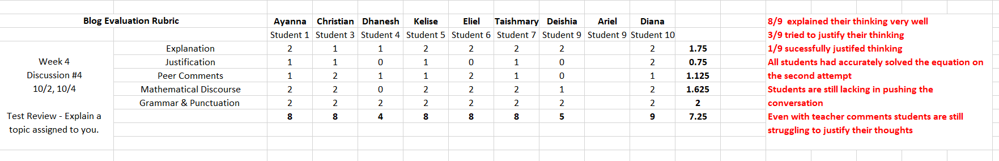 Blog Evaluation Rubric Ayanna Christian Dhanesh Kelise Eliel Taishmary Deishia Ariel Diana 8/9 explained their thinking very well
Student 1 Student 3 Student 4 Student 5 Student 6 Student 7 Student 9 Student 9 Student 10 3/9 tried to justify their thinking
Explanation 2 1 1 2 2 2 2 2 1.75 1/9 sucessfully justifed thinking
Week 4 Justification 1 1 0 1 0 1 0 2 0.75 All students had accurately solved the equation on
Discussion #4 Peer Comments 1 2 1 1 2 1 0 1 1.125 the second attempt
10/2, 10/4 Mathematical Discourse 2 2 0 2 2 2 1 2 1.625 Students are still lacking in pushing the
Grammar & Punctuation 2 2 2 2 2 2 2 2 2 conversation
Test Review - Explain a 8 8 4 8 8 8 5 9 7.25 Even with teacher comments students are still
topic assigned to you. struggling to justify their thoughts